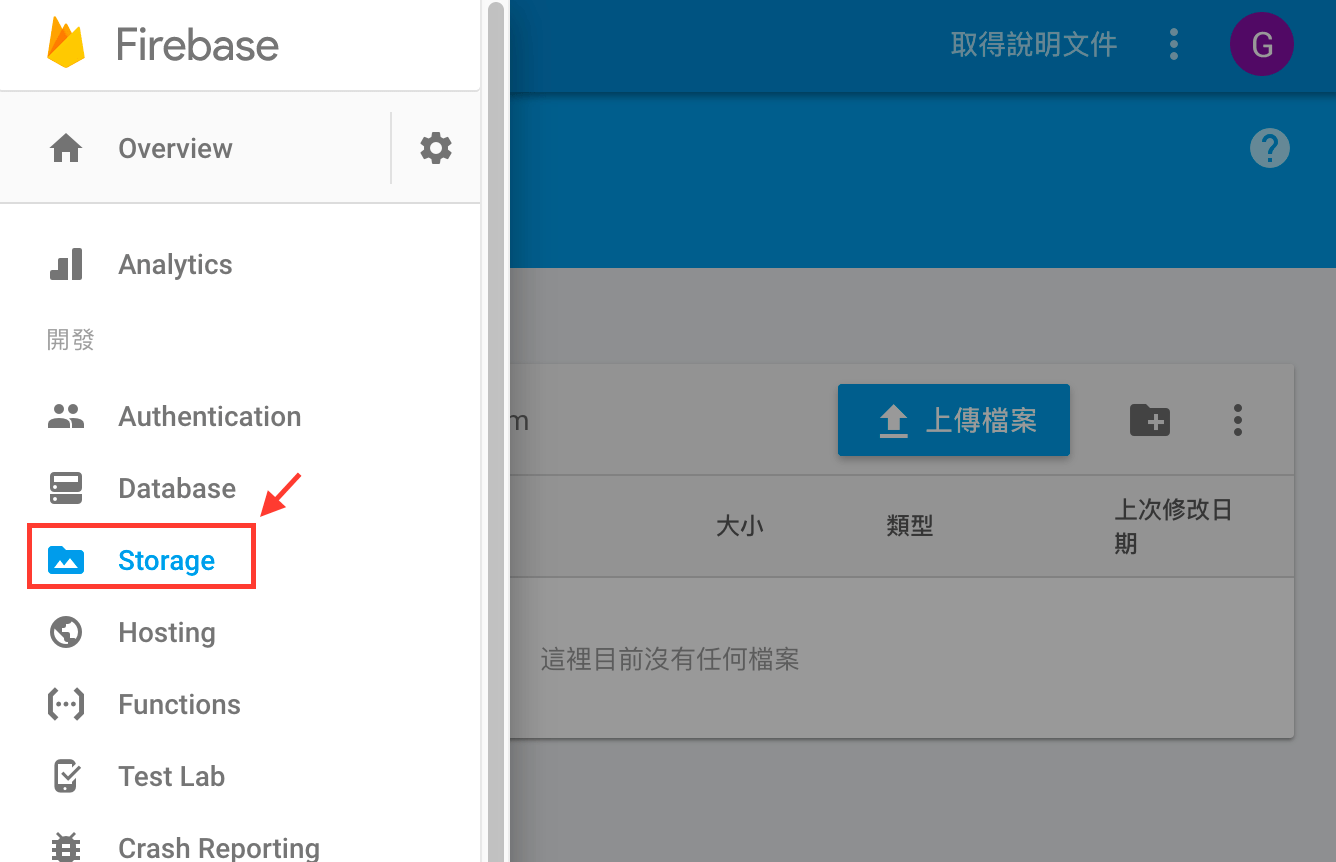 Firebase
取得說明文件
G
Overview
?
Analytics
開發
Authentication
m
上傳檔案
Database
大小
類型
上次修改日
期
Storage
Hosting
這裡目前沒有任何檔案
Functions
Test Lab
Crash Reporting